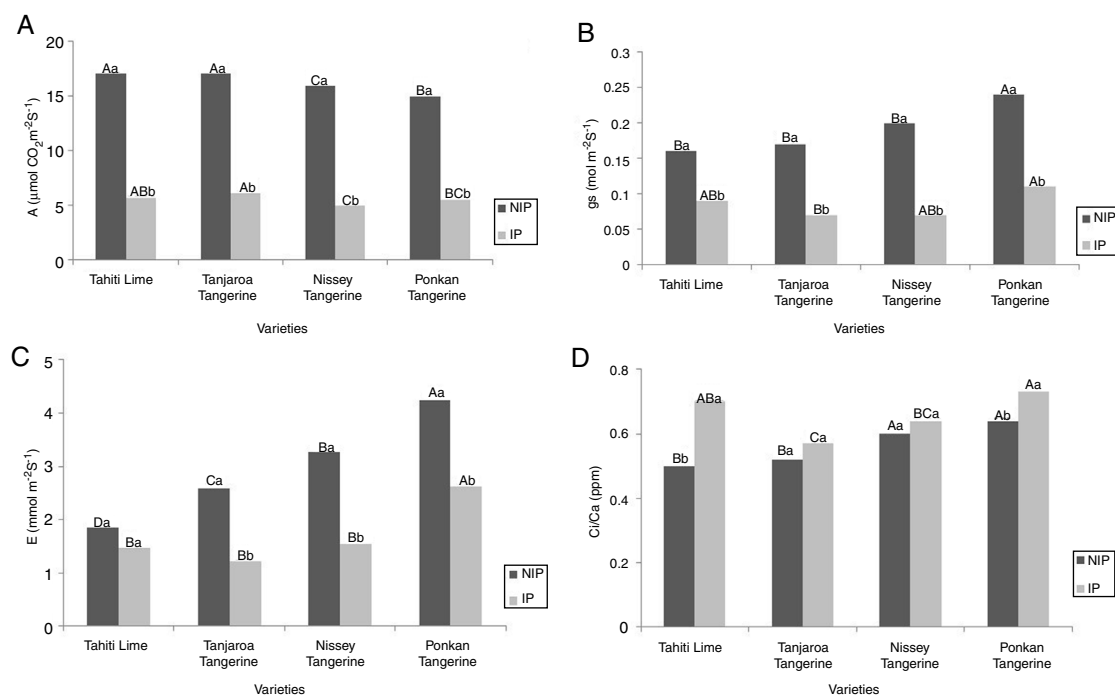 A
20
15
10
5
0
A (μmol CO2m-2S-1)
Aa
ABb
Aa
Ab
Ca
Cb
Ba
BCb
NIP
IP
Tahiti Lime
Tanjaroa
Tangerine
Nissey
Tangerine
Ponkan
Tangerine
Varieties
B
0.3
0.25
0.2
0.15
0.1
0.05
0
gs (mol m-2S-1)
Ba
ABb
Ba
Bb
Ba
ABb
Aa
Ab
NIP
IP
Tahiti Lime
Tanjaroa
Tangerine
Nissey
Tangerine
Ponkan
Tangerine
Varieties
C
5
4
3
2
1
0
E (mmol m-2S-1)
Da
Ba
Ca
Bb
Ba
Bb
Aa
Ab
NIP
IP
Tahiti Lime
Tanjaroa
Tangerine
Nissey
Tangerine
Ponkan
Tangerine
Varieties
D
0.8
0.6
0.4
0.2
0
Ci/Ca (ppm)
Bb
ABa
Ba
Ca
Aa
BCa
Ab
Aa
NIP
IP
Tahiti Lime
Tanjaroa
Tangerine
Nissey
Tangerine
Ponkan
Tangerine
Varieties